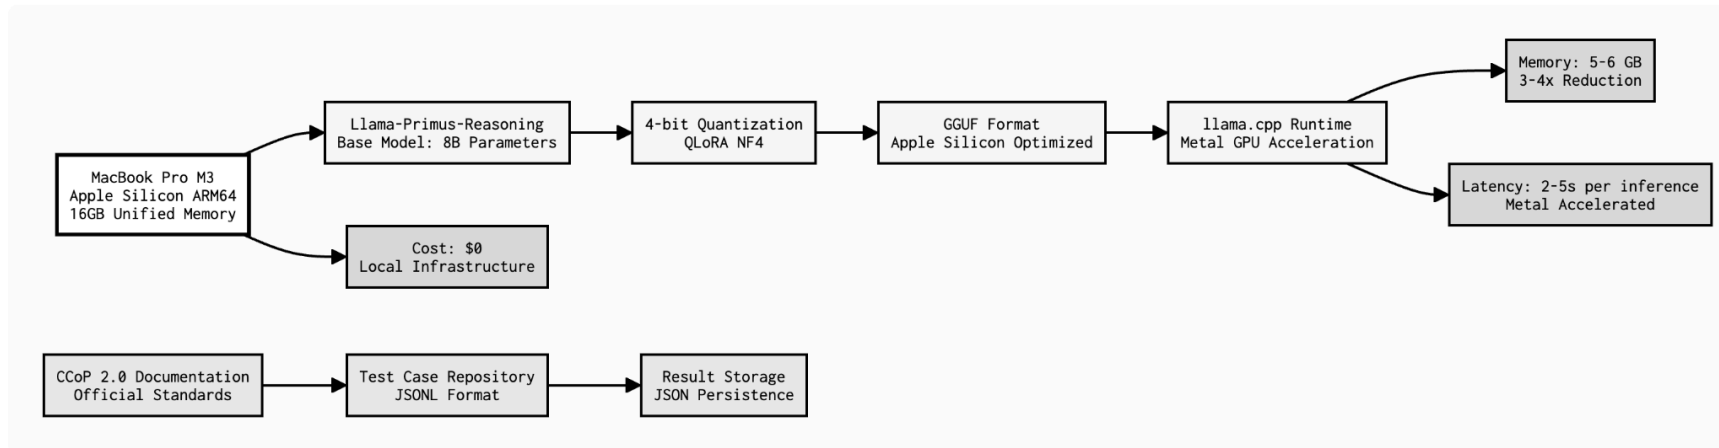 MacBook Pro M3
Apple Silicon ARM64
16GB Unified Memory
Llama-Primus-Reasoning
Base Model: 8B Parameters
4-bit Quantization
QLoRA NF4
GGUF Format
Apple Silicon Optimized
llama.cpp Runtime
Metal GPU Acceleration
Memory: 5-6 GB
3-4x Reduction
Latency: 2-5s per inference
Metal Accelerated
Cost: $0
Local Infrastructure
CCoP 2.0 Documentation
Official Standards
Test Case Repository
JSONL Format
Result Storage
JSON Persistence